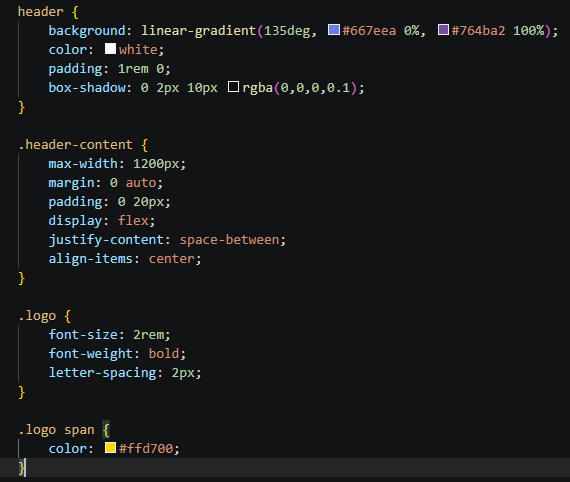 header {
    background: linear-gradient(135deg, #667eea 0%, #764ba2 100%);
    color: white;
    padding: 1rem 0;
    box-shadow: 0 2px 10px rgba(0,0,0,0.1);
}

.header-content {
    max-width: 1200px;
    margin: 0 auto;
    padding: 0 20px;
    display: flex;
    justify-content: space-between;
    align-items: center;
}

.logo {
    font-size: 2rem;
    font-weight: bold;
    letter-spacing: 2px;
}

.logo span {
    color: #ffd700;
}